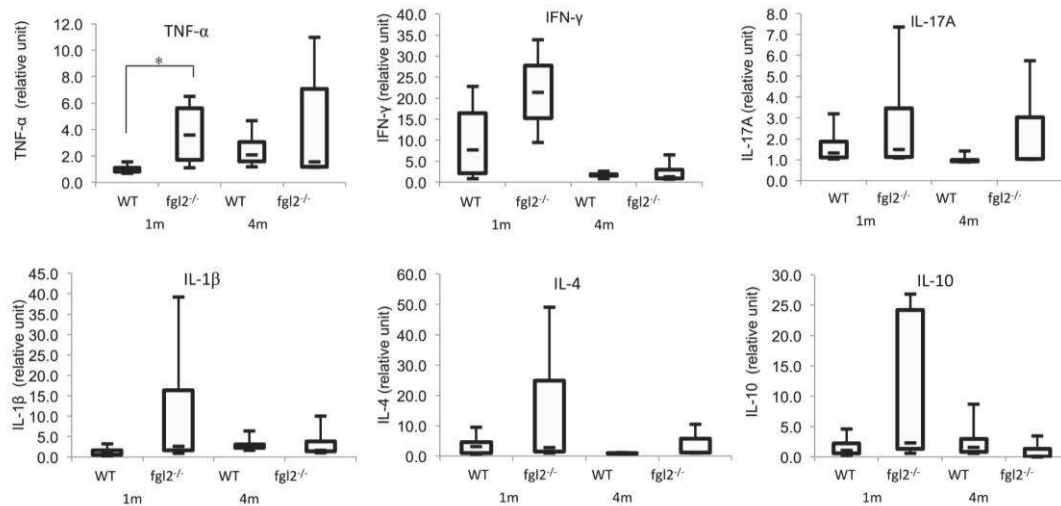 TNF-α
TNF-α (relative unit)
12.0
10.0
8.0
6.0
4.0
2.0
0.0
*
WT fgl2-/- WT fgl2-/-
1m 4m
IFN-γ
IFN-γ (relative unit)
40.0
35.0
30.0
25.0
20.0
15.0
10.0
5.0
0.0
WT fgl2-/- WT fgl2-/-
1m 4m
IL-17A
IL-17A (relative unit)
8.0
7.0
6.0
5.0
4.0
3.0
2.0
1.0
0.0
WT fgl2-/- WT fgl2-/-
1m 4m
IL-1β
IL-1β (relative unit)
45.0
40.0
35.0
30.0
25.0
20.0
15.0
10.0
5.0
0.0
WT fgl2-/- WT fgl2-/-
1m 4m
IL-4
IL-4 (relative unit)
60.0
50.0
40.0
30.0
20.0
10.0
0.0
WT fgl2-/- WT fgl2-/-
1m 4m
IL-10
IL-10 (relative unit)
30.0
25.0
20.0
15.0
10.0
5.0
0.0
WT fgl2-/- WT fgl2-/-
1m 4m